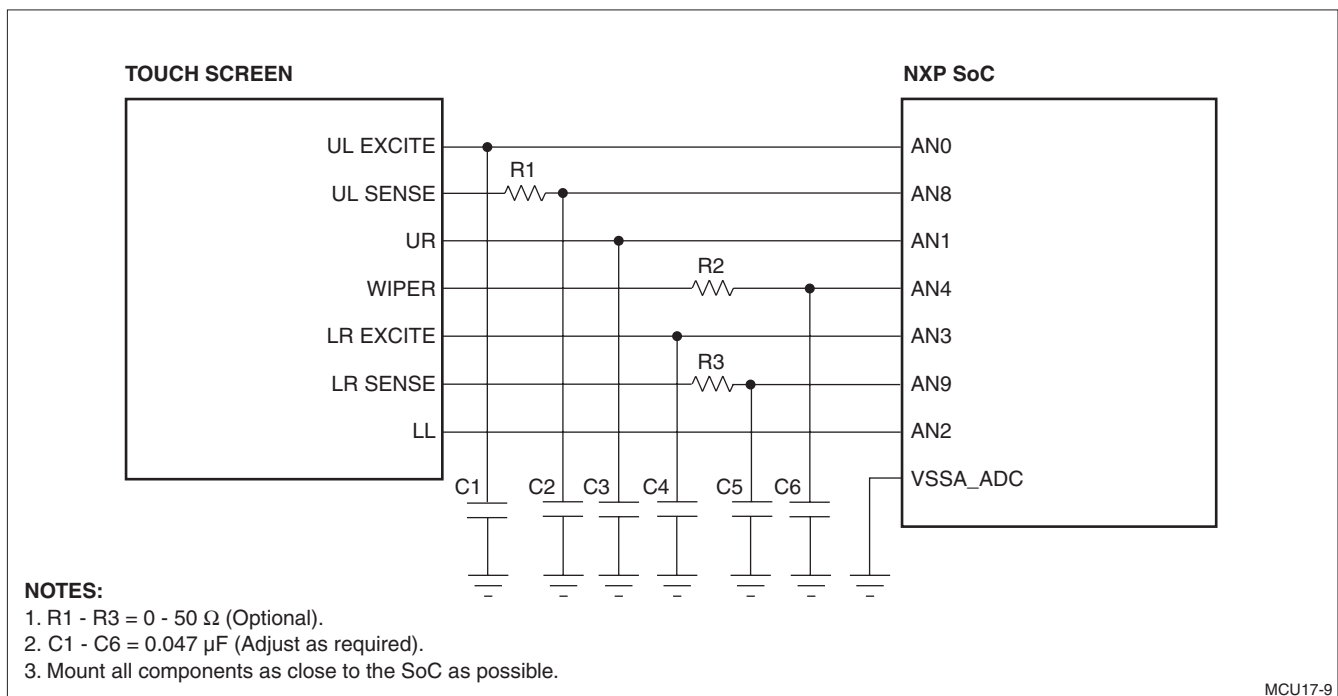 TOUCH SCREEN
NXP SoC
UL EXCITE
AN0
R1
UL SENSE
AN8
UR
AN1
R2
WIPER
AN4
LR EXCITE
AN3
R3
LR SENSE
AN9
LL
AN2
C1 C2 C3 C4 C5 C6
VSSA_ADC
NOTES:
1. R1 - R3 = 0 - 50 Ω (Optional).
2. C1 - C6 = 0.047 µF (Adjust as required).
3. Mount all components as close to the SoC as possible.
MCU17-9